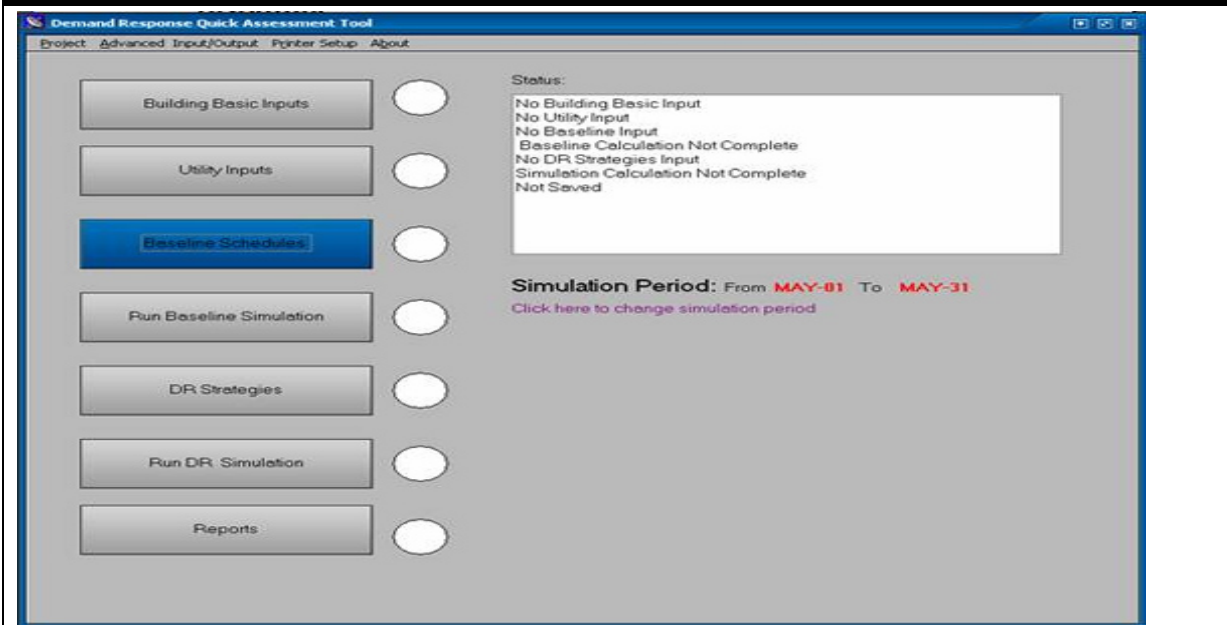 Demand Response Quick Assessment Tool
Project Advanced Input/Output Printer Setup About
Building Basic Inputs
Utility Inputs
Baseline Schedules
Run Baseline Simulation
DR Strategies
Run DR Simulation
Reports
Status:
No Building Basic Input
No Utility Input
No Baseline Input
Baseline Calculation Not Complete
No DR Strategies Input
Simulation Calculation Not Complete
Not Saved
Simulation Period: From MAY-01 To MAY-31
Click here to change simulation period